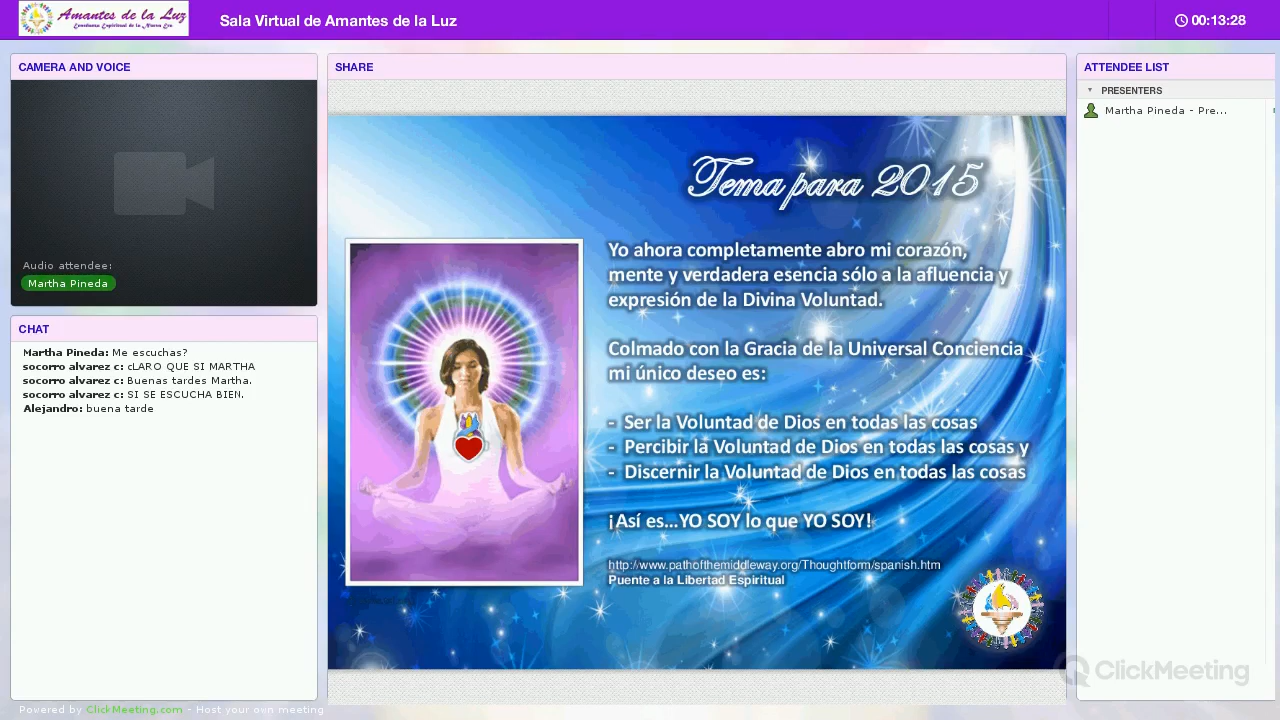 Amantes de la Luz
Enseñanza Espiritual de la Nueva Era
Sala Virtual de Amantes de la Luz
00:13:28
CAMERA AND VOICE
Audio attendee:
Martha Pineda
CHAT
Martha Pineda: Me escuchas?
socorro alvarez c: cLARO QUE SI MARTHA
socorro alvarez c: Buenas tardes Martha.
socorro alvarez c: SI SE ESCUCHA BIEN.
Alejandro: buena tarde
SHARE
Tema para 2015
Yo ahora completamente abro mi corazón,
mente y verdadera esencia sólo a la afluencia y
expresión de la Divina Voluntad.
Colmado con la Gracia de la Universal Conciencia
mi único deseo es:
- Ser la Voluntad de Dios en todas las cosas
- Percibir la Voluntad de Dios en todas las cosas y
- Discernir la Voluntad de Dios en todas las cosas
¡Así es...YO SOY lo que YO SOY!
http://www.pathofthemiddleway.org/Thoughtform/spanish.htm
Puente a la Libertad Espiritual
ATTENDEE LIST
PRESENTERS
Martha Pineda - Pre...
ClickMeeting
Powered by ClickMeeting.com - Host your own meeting